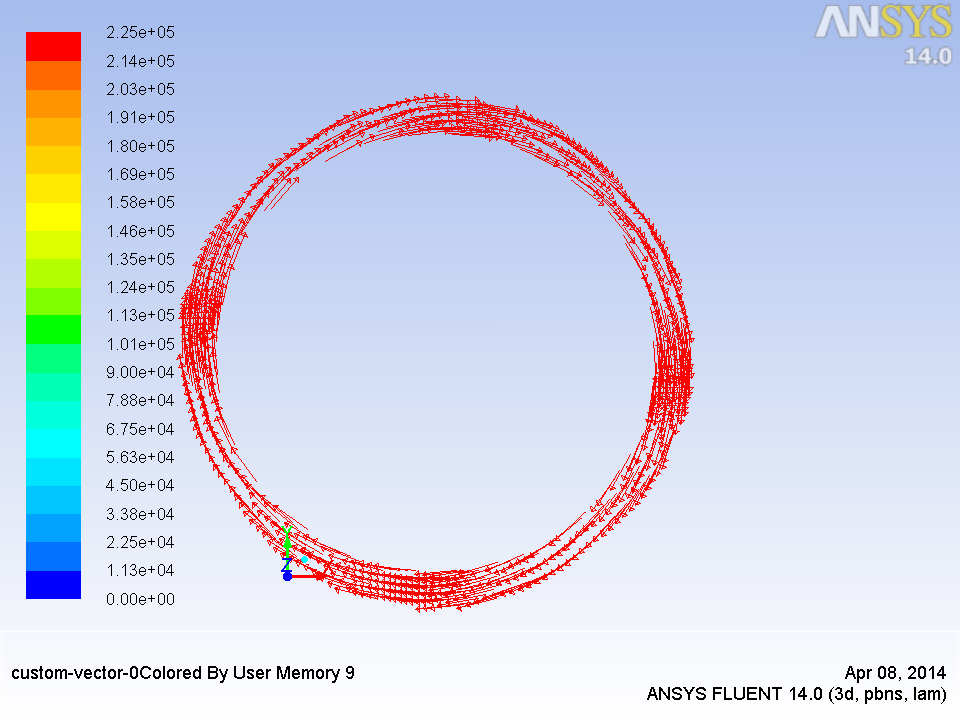 ANSYS
14.0
2.25e+05
2.14e+05
2.03e+05
1.91e+05
1.80e+05
1.69e+05
1.58e+05
1.46e+05
1.35e+05
1.24e+05
1.13e+05
1.01e+05
9.00e+04
7.88e+04
6.75e+04
5.63e+04
4.50e+04
3.38e+04
2.25e+04
1.13e+04
0.00e+00
Y
Z
X
custom-vector-0Colored By User Memory 9
Apr 08, 2014
ANSYS FLUENT 14.0 (3d, pbns, lam)